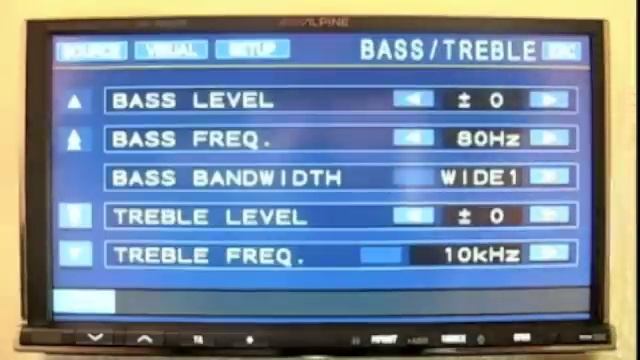 ALPINE
SOURCE VISUAL SETUP BASS/TREBLE ESC
BASS LEVEL ± 0
BASS FREQ. 80Hz
BASS BANDWIDTH WIDE1
TREBLE LEVEL ± 0
TREBLE FREQ. 10kHz